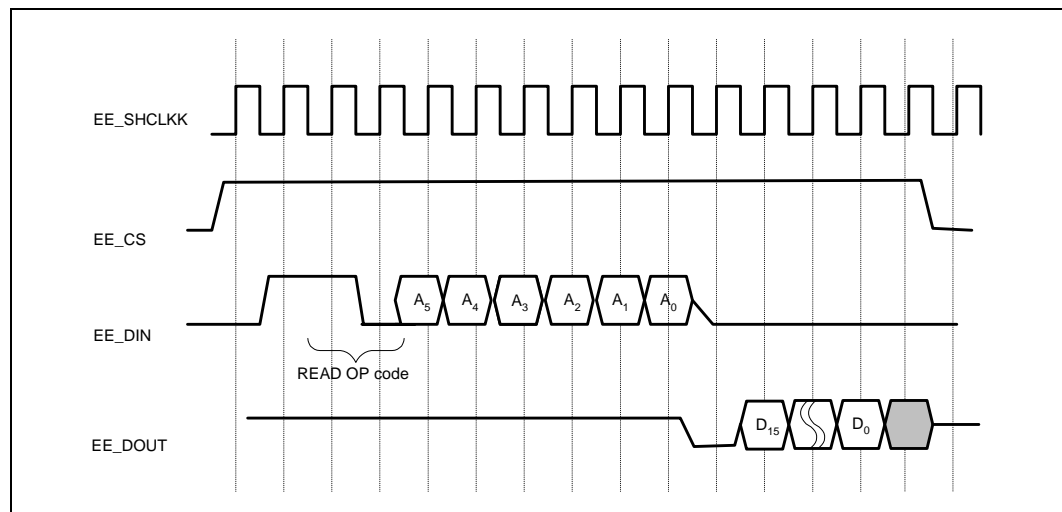 EE_SHCLKK
EE_CS
EE_DIN
A5 A4 A3 A2 A1 A0
READ OP code
EE_DOUT
D15 D0